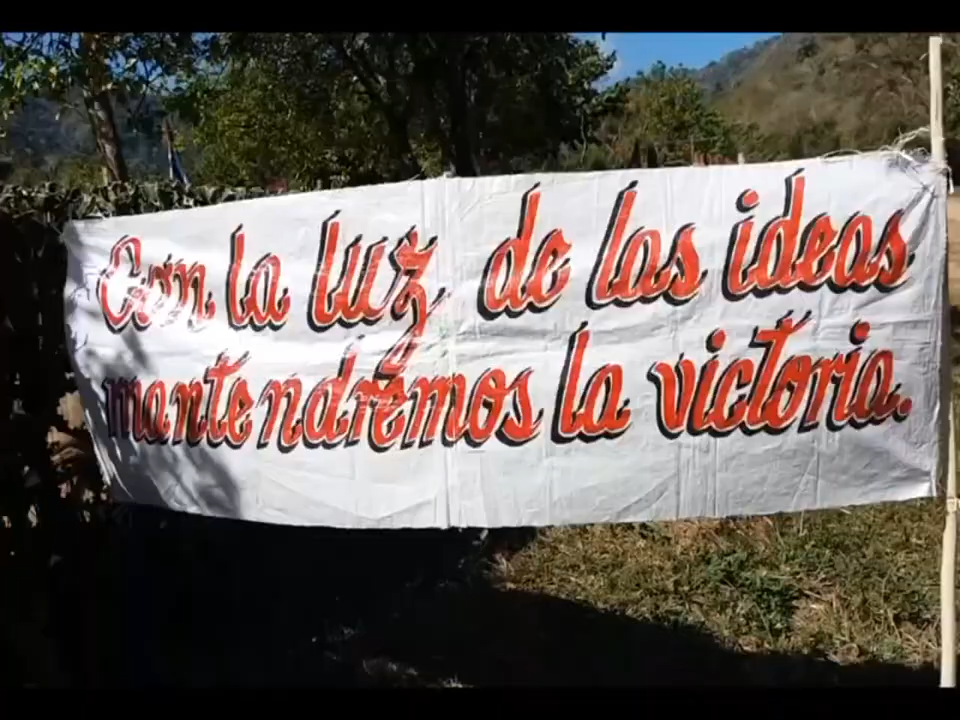 Con la luz de las ideas
mantendremos la victoria.